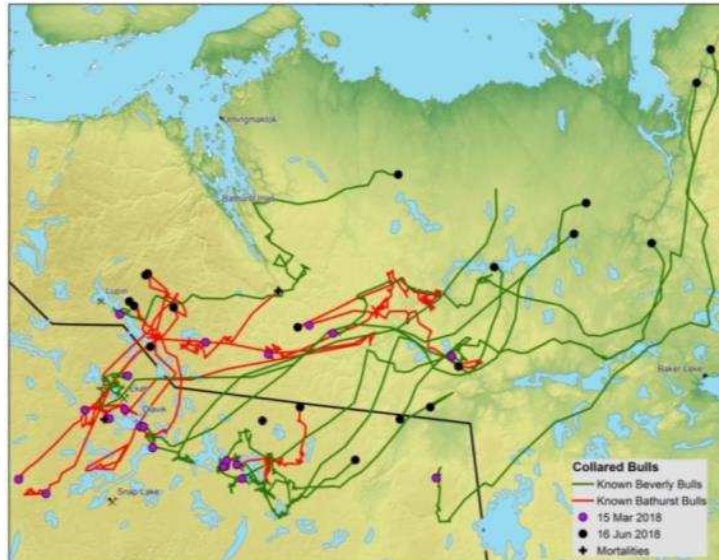 Bathurst Inlet
Lupin
Ekati
Diavik
Snap Lake
Baker Lake
Collared Bulls
Known Beverly Bulls
Known Bathurst Bulls
15 Mar 2018
16 Jun 2018
Mortalities